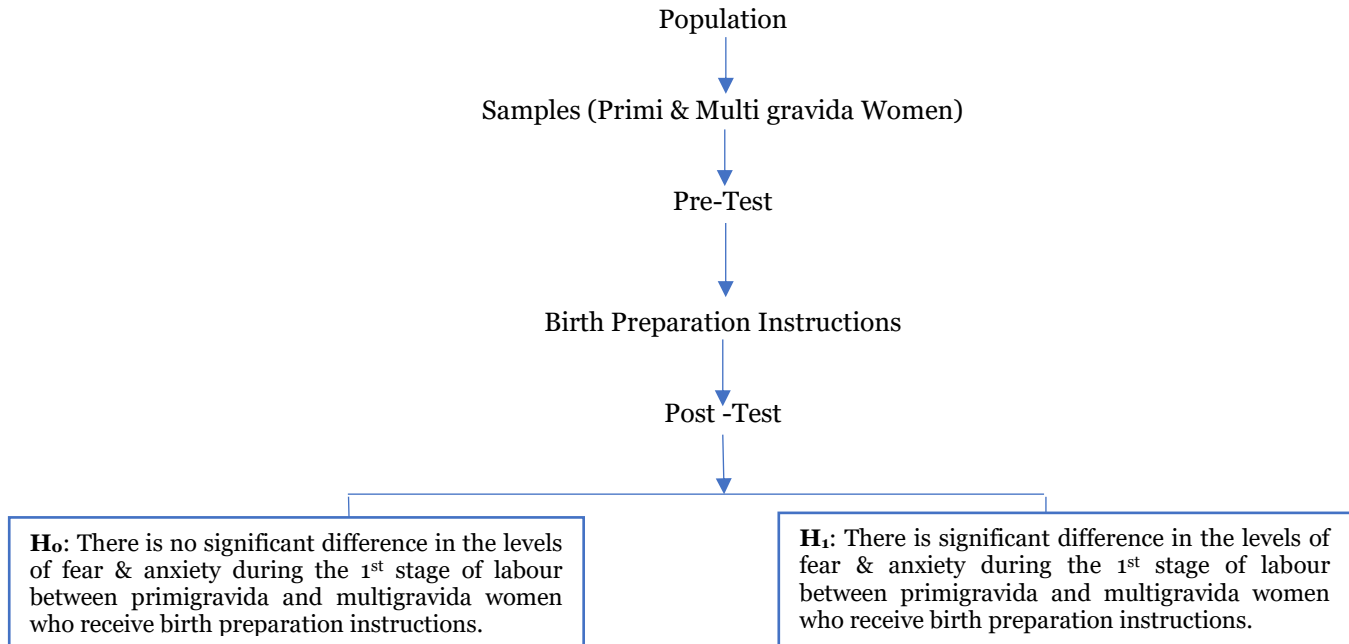 Population
Samples (Primi & Multi gravida Women)
Pre-Test
Birth Preparation Instructions
Post -Test
H₀: There is no significant difference in the levels
of fear & anxiety during the 1st stage of labour
between primigravida and multigravida women
who receive birth preparation instructions.
H₁: There is significant difference in the levels of
fear & anxiety during the 1st stage of labour
between primigravida and multigravida women
who receive birth preparation instructions.